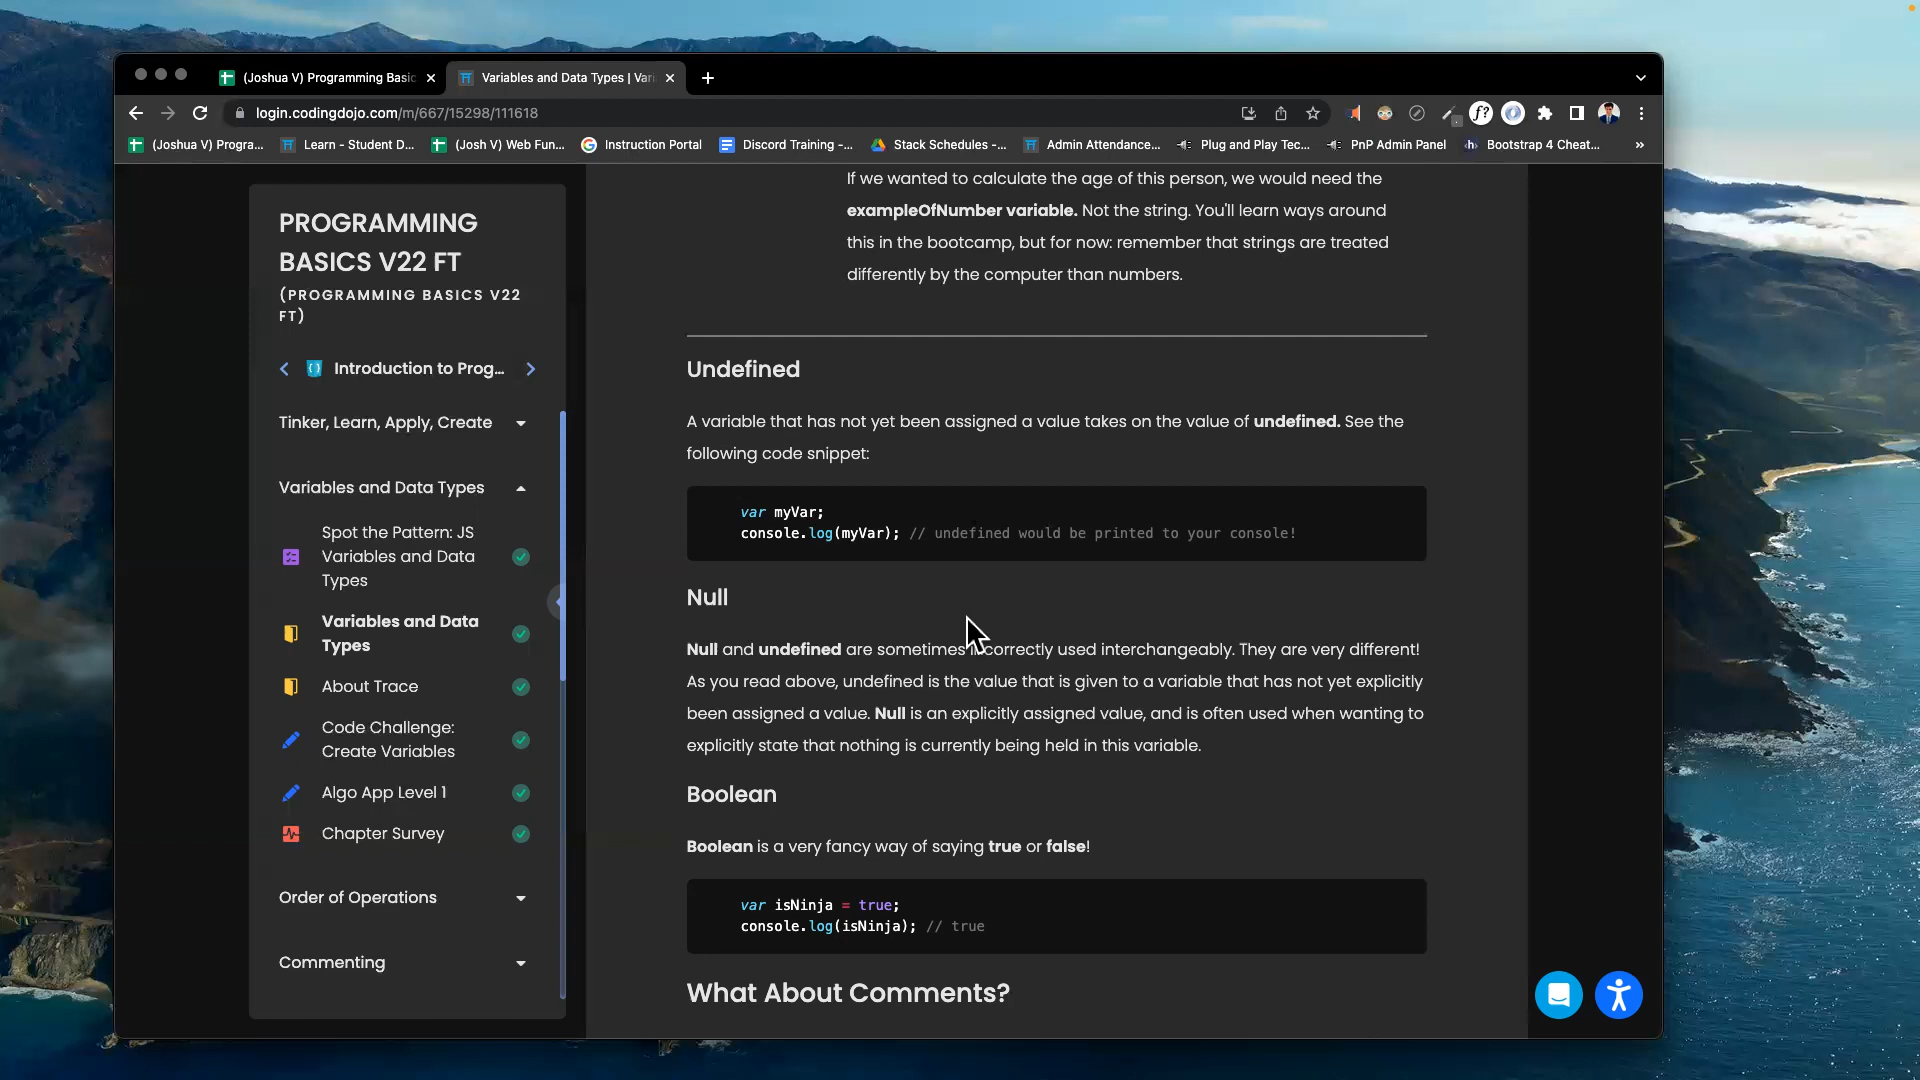 (Joshua V) Programming Basic
Variables and Data Types | Vari
login.codingdojo.com/m/667/15298/111618
f?
(Joshua V) Progra...
Learn - Student D...
(Josh V) Web Fun...
Instruction Portal
Discord Training -...
Stack Schedules -...
Admin Attendance...
Plug and Play Tec...
PnP Admin Panel
Bootstrap 4 Cheat...
»
PROGRAMMING
BASICS V22 FT
(PROGRAMMING BASICS V22
FT)
Introduction to Prog...
Tinker, Learn, Apply, Create
Variables and Data Types
Spot the Pattern: JS
Variables and Data
Types
Variables and Data
Types
About Trace
Code Challenge:
Create Variables
Algo App Level 1
Chapter Survey
Order of Operations
Commenting
If we wanted to calculate the age of this person, we would need the
exampleOfNumber variable. Not the string. You'll learn ways around
this in the bootcamp, but for now: remember that strings are treated
differently by the computer than numbers.
Undefined
A variable that has not yet been assigned a value takes on the value of undefined. See the
following code snippet:
var myVar;
console.log(myVar); // undefined would be printed to your console!
Null
Null and undefined are sometimes incorrectly used interchangeably. They are very different!
As you read above, undefined is the value that is given to a variable that has not yet explicitly
been assigned a value. Null is an explicitly assigned value, and is often used when wanting to
explicitly state that nothing is currently being held in this variable.
Boolean
Boolean is a very fancy way of saying true or false!
var isNinja = true;
console.log(isNinja); // true
What About Comments?